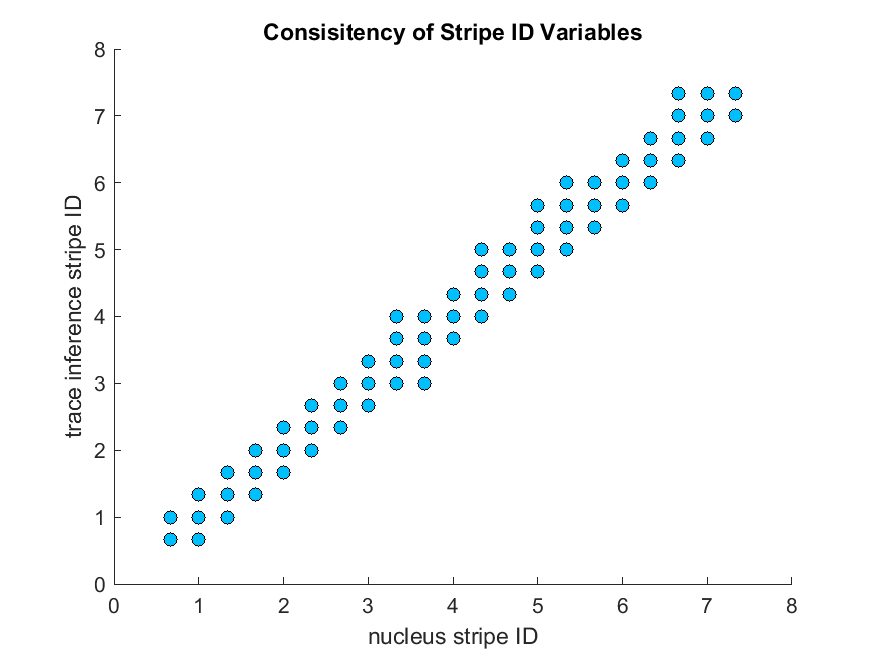 Consisitency of Stripe ID Variables
8
7
6
5
4
3
2
1
0
trace inference stripe ID
0 1 2 3 4 5 6 7 8
nucleus stripe ID